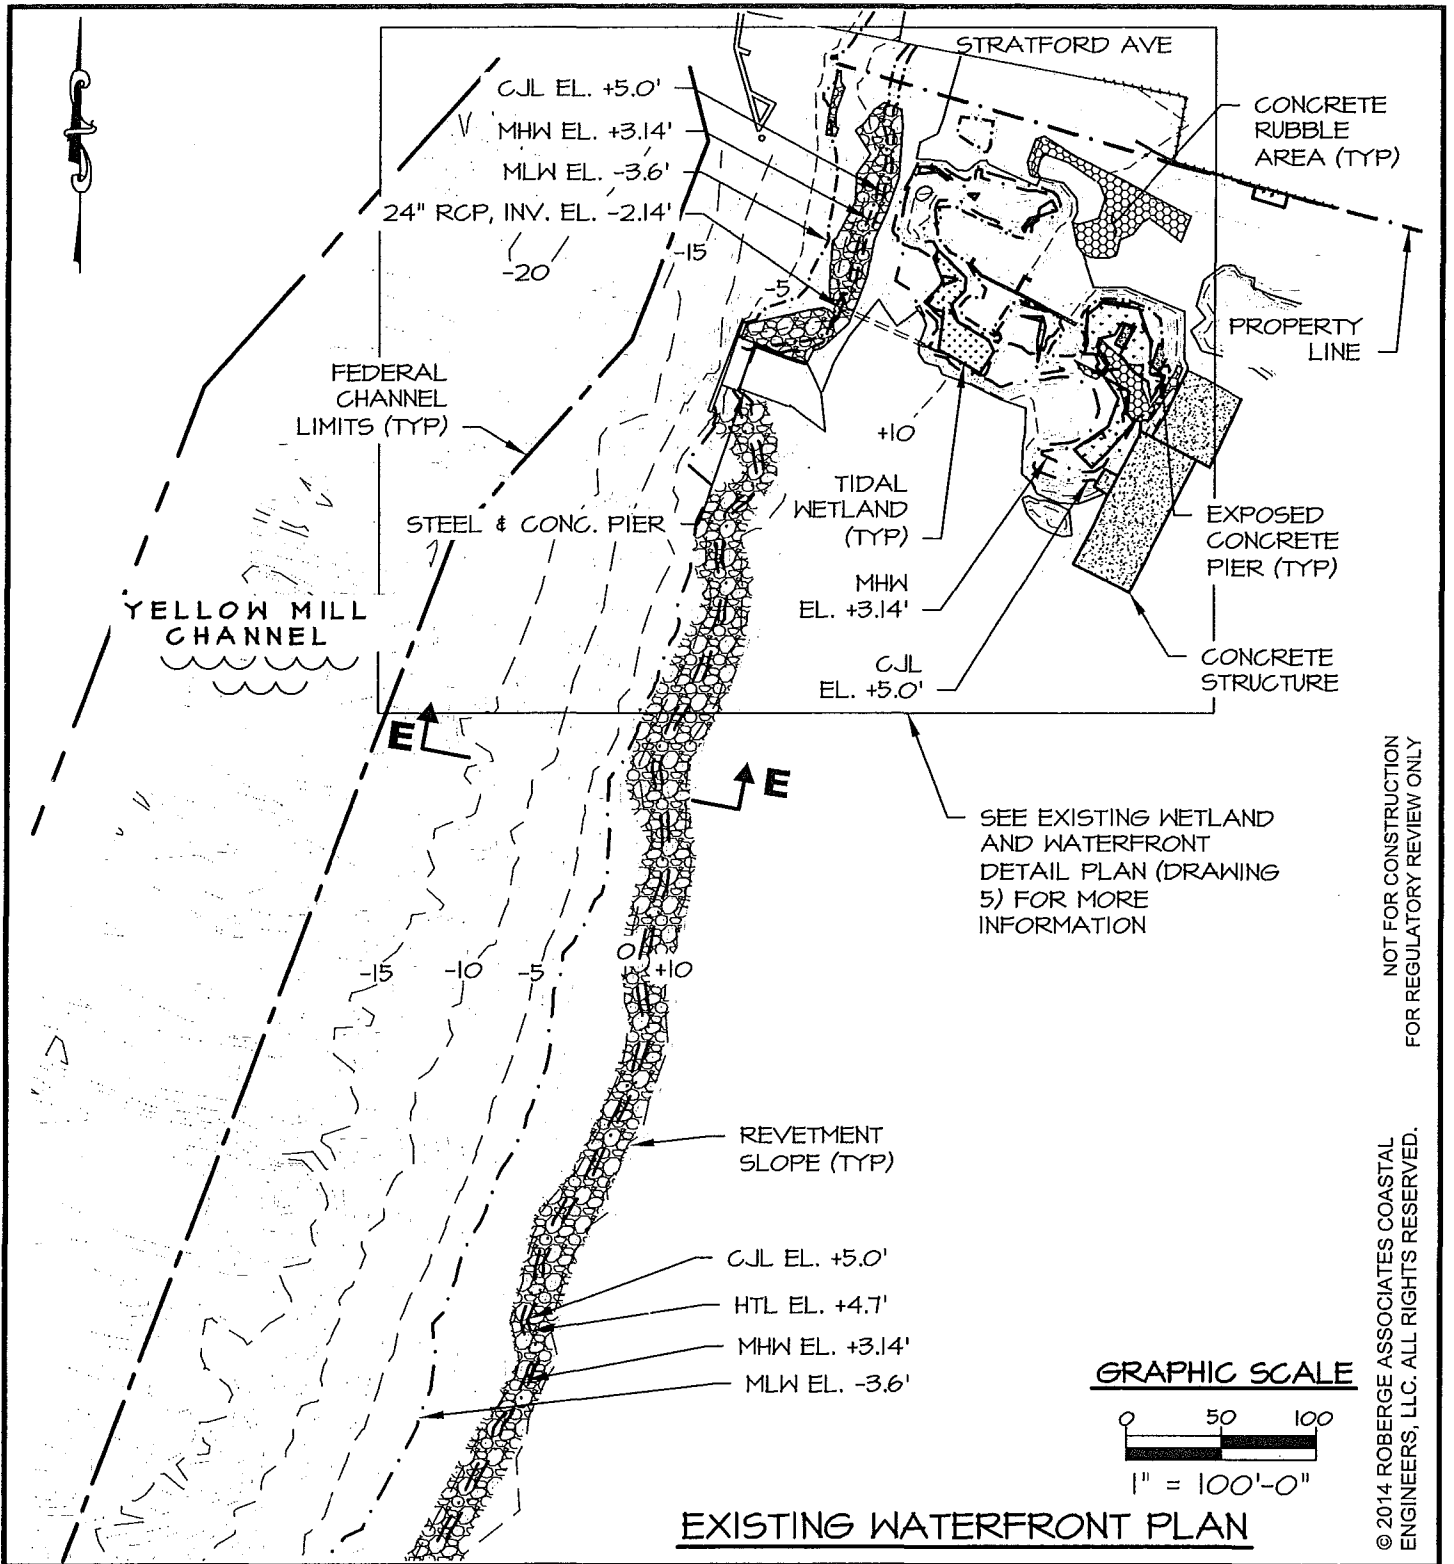 STRATFORD AVE
CJL EL. +5.0'
MHW EL. +3.14'
MLW EL. -3.6'
24" RCP, INV. EL. -2.14'
-20
-15
-5
CONCRETE
RUBBLE
AREA (TYP)
PROPERTY
LINE
FEDERAL
CHANNEL
LIMITS (TYP)
+10
TIDAL
WETLAND
(TYP)
STEEL & CONC. PIER
EXPOSED
CONCRETE
PIER (TYP)
MHW
EL. +3.14'
YELLOW MILL
CHANNEL
CJL
EL. +5.0'
CONCRETE
STRUCTURE
E
E
SEE EXISTING WETLAND
AND WATERFRONT
DETAIL PLAN (DRAWING
5) FOR MORE
INFORMATION
-15
-10
-5
0
+10
REVETMENT
SLOPE (TYP)
CJL EL. +5.0'
HTL EL. +4.7'
MHW EL. +3.14'
MLW EL. -3.6'
GRAPHIC SCALE
0 50 100
1" = 100'-0"
EXISTING WATERFRONT PLAN
NOT FOR CONSTRUCTION
FOR REGULATORY REVIEW ONLY
© 2014 ROBERGE ASSOCIATES COASTAL
ENGINEERS, LLC. ALL RIGHTS RESERVED.